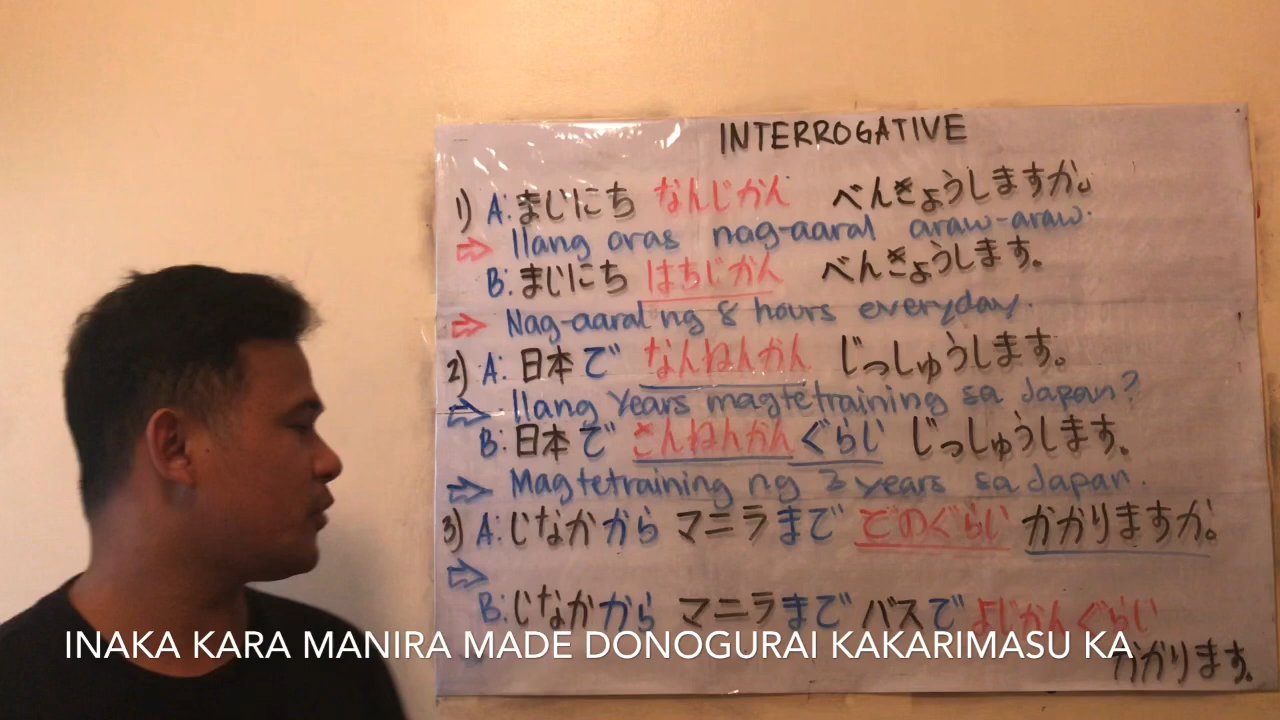 INTERROGATIVE
1) A: まいにち なんじかん べんきょうしますか。
⇒ Ilang oras nag-aaral araw-araw.
B: まいにち はちじかん べんきょうします。
⇒ Nag-aaral ng 8 hours everyday.
2) A: 日本で なんねんかん じっしゅうします。
⇒ Ilang years magtetraining sa Japan?
B: 日本で さんねんかん ぐらい じっしゅうします。
⇒ Magtetraining ng 3 years sa Japan.
3) A: いなかから マニラまで どのぐらい かかりますか。
⇒
B: いなかから マニラまで バスで よじかんぐらい
かかります。
INAKA KARA MANIRA MADE DONOGURAI KAKARIMASU KA